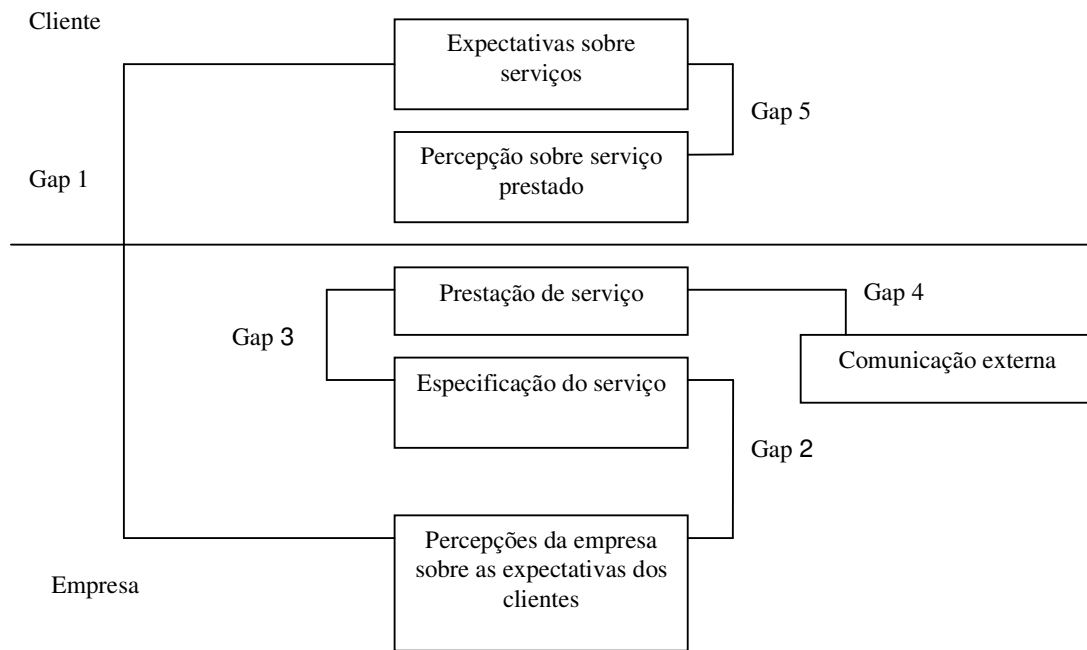 Cliente
Expectativas sobre
serviços
Gap 5
Percepção sobre serviço
prestado
Gap 1
Prestação de serviço
Gap 4
Gap 3
Comunicação externa
Especificação do serviço
Gap 2
Percepções da empresa
sobre as expectativas dos
clientes
Empresa